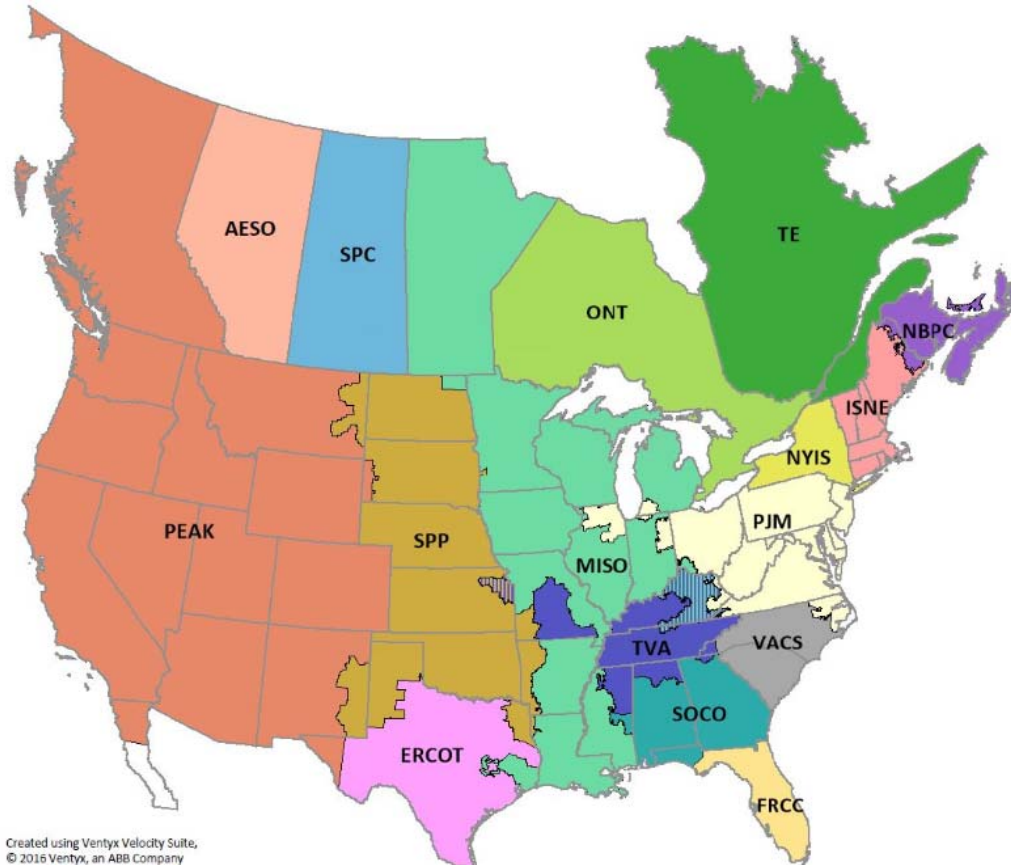 AESO
SPC
TE
ONT
NBPC
ISNE
NYIS
PEAK
SPP
MISO
PJM
TVA
VACS
SOCO
ERCOT
FRCC
Created using Ventyx Velocity Suite,
© 2016 Ventyx, an ABB Company